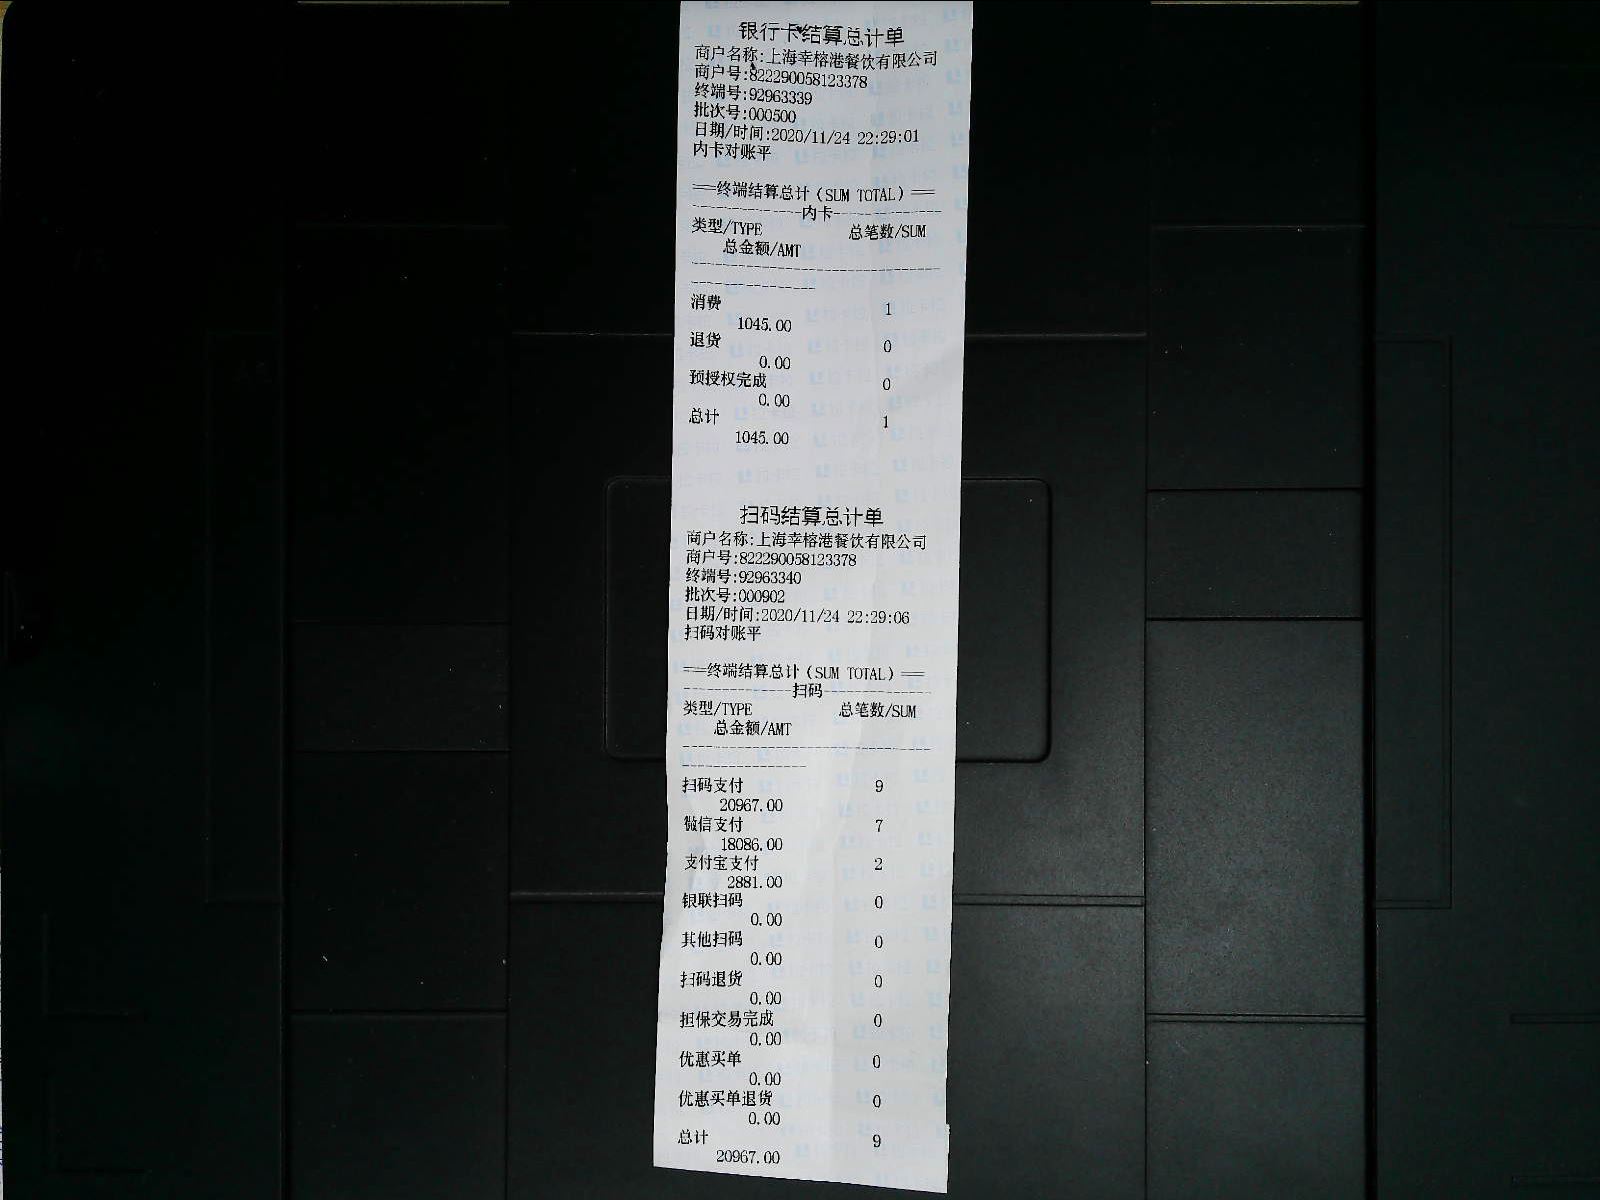 银行卡结算总计单
商户名称:上海幸榕港餐饮有限公司
商户号:822290058123378
终端号:92963339
批次号:000500
日期/时间:2020/11/24 22:29:01
内卡对账平
===终端结算总计(SUM TOTAL)===
--------------内卡--------------
类型/TYPE 总笔数/SUM
总金额/AMT
消费 1
1045.00
退货 0
0.00
预授权完成 0
0.00
总计 1
1045.00
扫码结算总计单
商户名称:上海幸榕港餐饮有限公司
商户号:822290058123378
终端号:92963340
批次号:000902
日期/时间:2020/11/24 22:29:06
扫码对账平
===终端结算总计(SUM TOTAL)===
--------------扫码--------------
类型/TYPE 总笔数/SUM
总金额/AMT
扫码支付 9
20967.00
微信支付 7
18086.00
支付宝支付 2
2881.00
银联扫码 0
0.00
其他扫码 0
0.00
扫码退货 0
0.00
担保交易完成 0
0.00
优惠买单 0
0.00
优惠买单退货 0
0.00
总计 9
20967.00